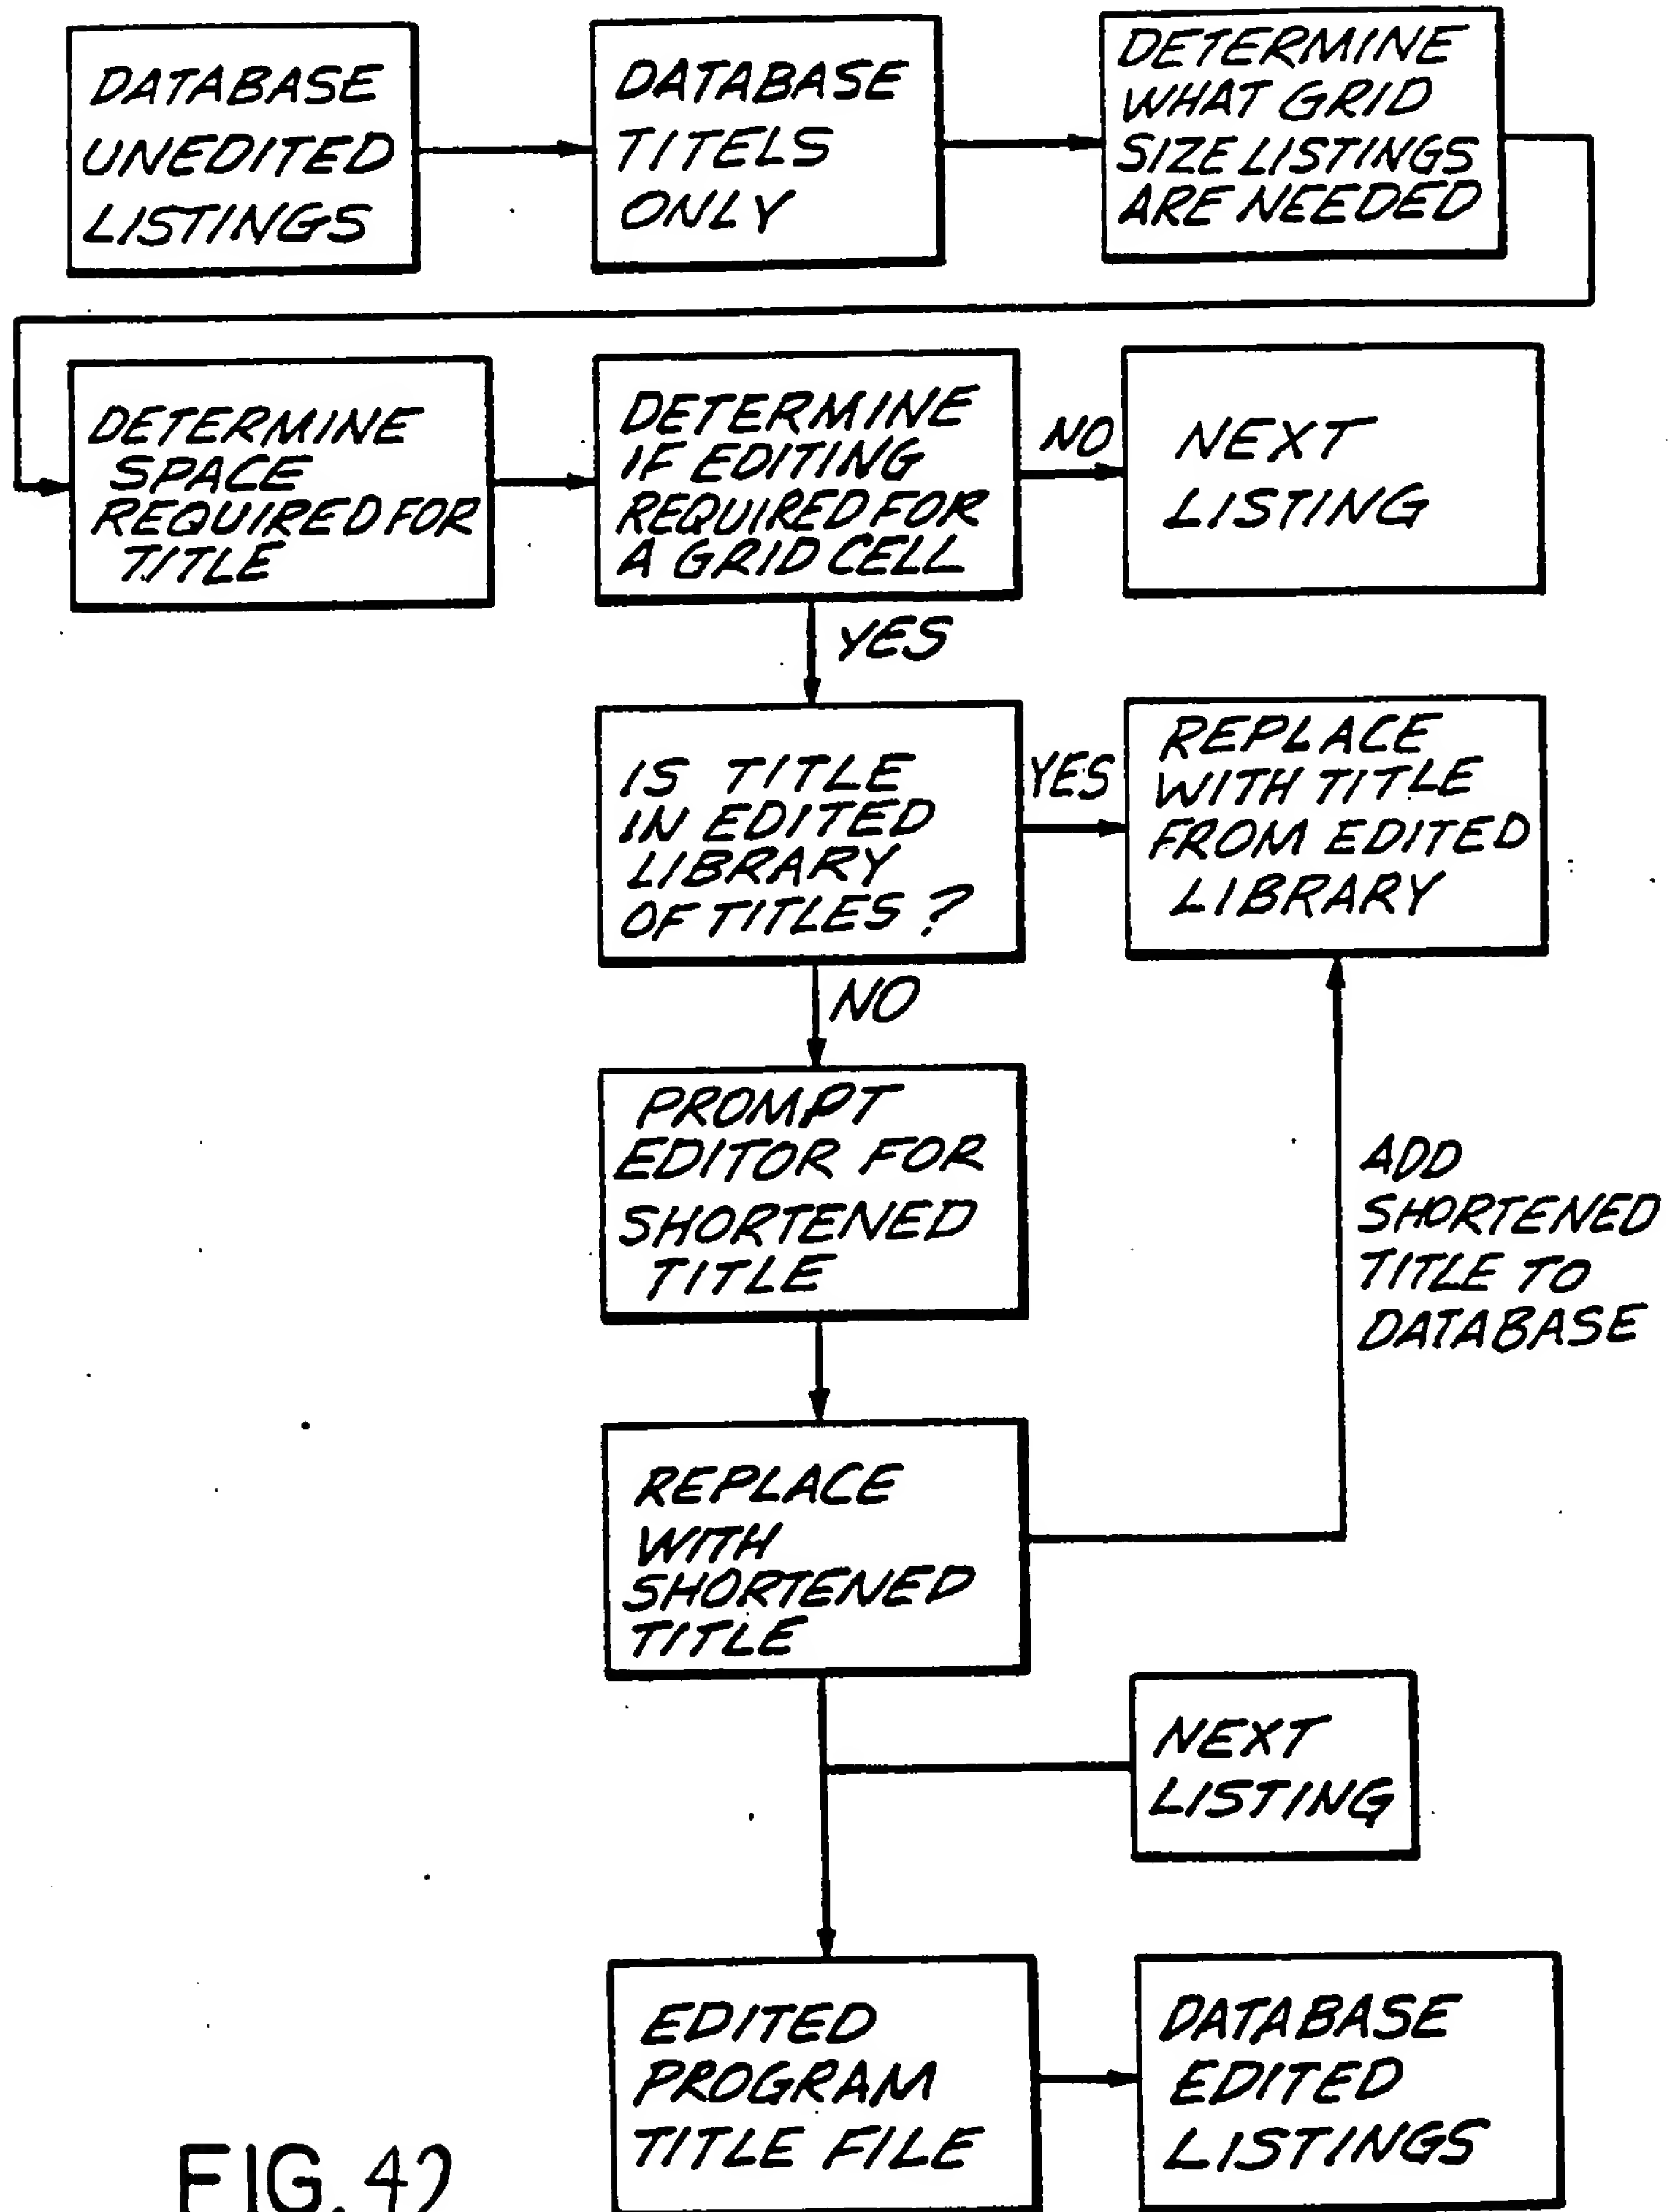 DATABASE
UNEDITED
LISTINGS
DATABASE
TITELS
ONLY
DETERMINE
WHAT GRID
SIZE LISTINGS
ARE NEEDED
DETERMINE
SPACE
REQUIRED FOR
TITLE
DETERMINE
IF EDITING
REQUIRED FOR
A GRID CELL
NO
NEXT
LISTING
YES
IS TITLE
IN EDITED
LIBRARY
OF TITLES?
YES
REPLACE
WITH TITLE
FROM EDITED
LIBRARY
NO
PROMPT
EDITOR FOR
SHORTENED
TITLE
ADD
SHORTENED
TITLE TO
DATABASE
REPLACE
WITH
SHORTENED
TITLE
NEXT
LISTING
EDITED
PROGRAM
TITLE FILE
DATABASE
EDITED
LISTINGS
FIG. 42